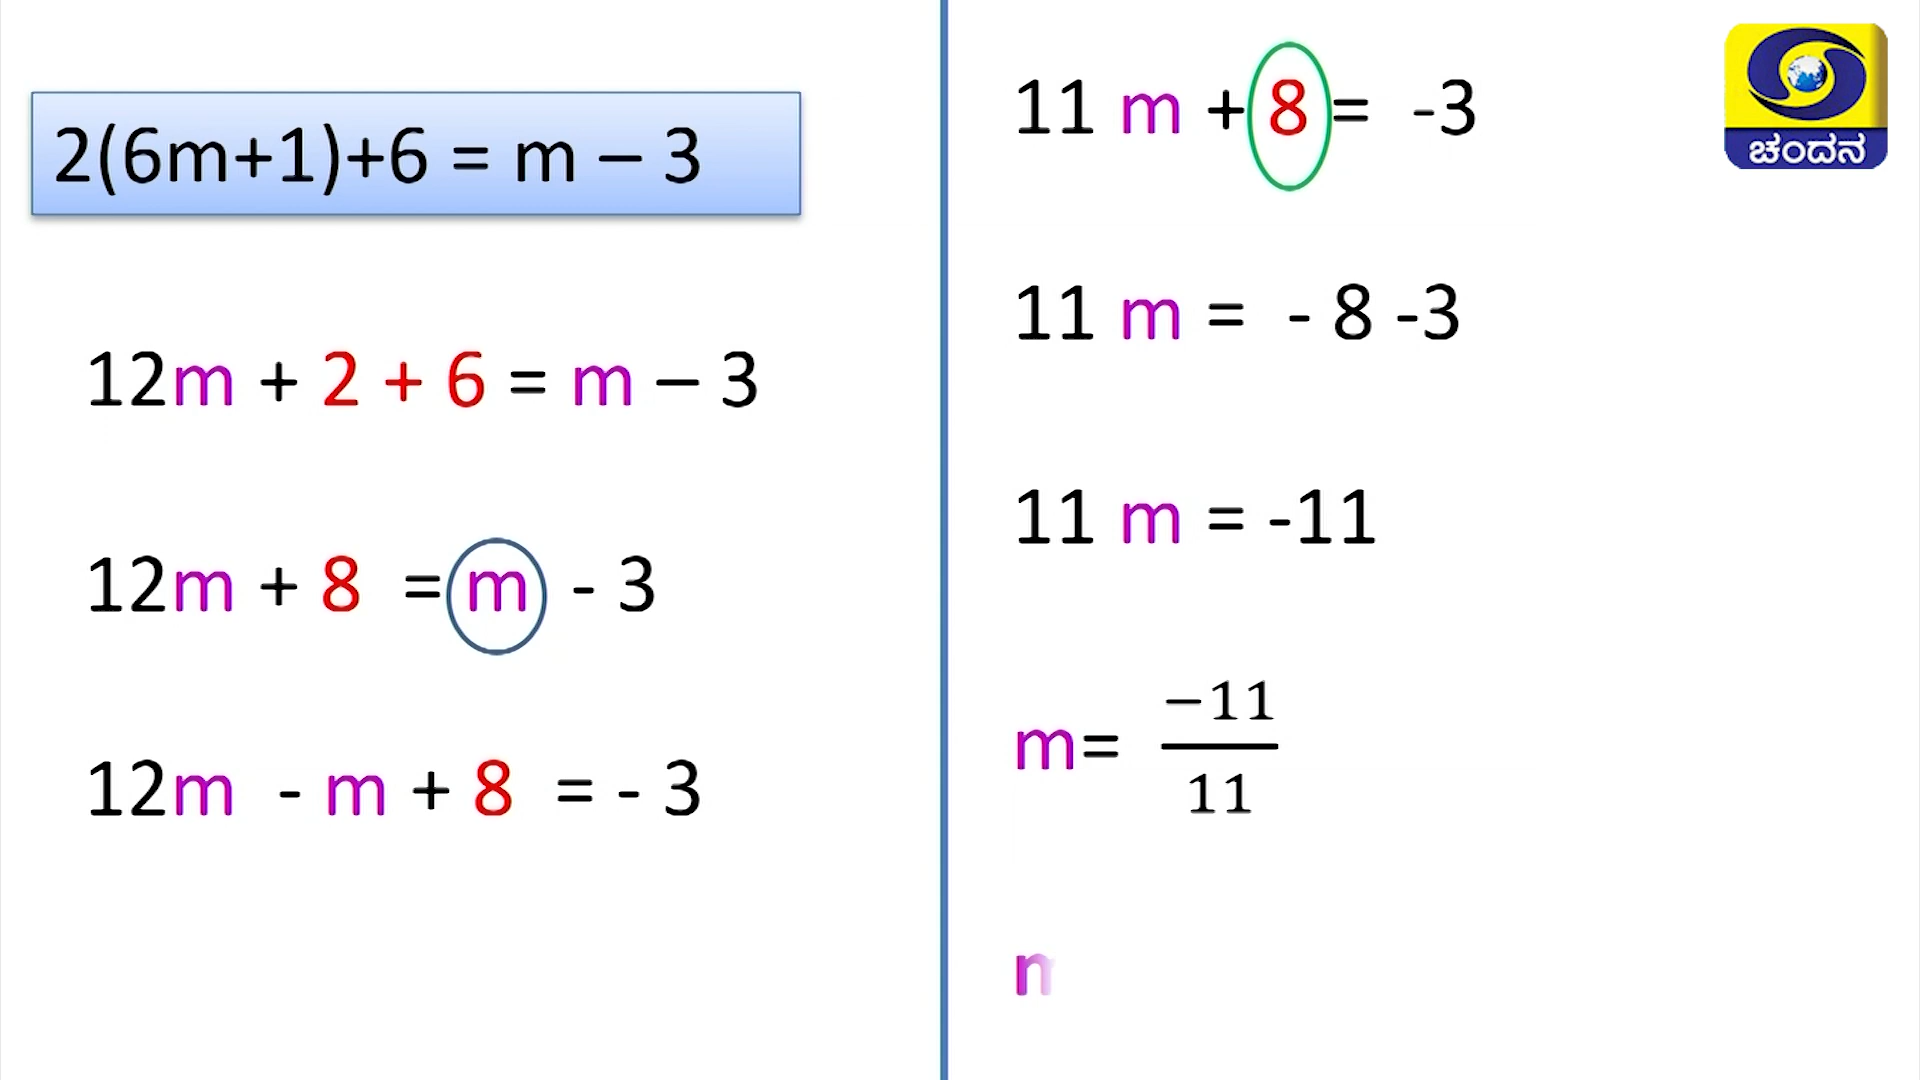 2(6m+1)+6 = m – 3
12m + 2 + 6 = m – 3
12m + 8 = m - 3
12m - m + 8 = - 3
11 m + 8 = -3
11 m = - 8 -3
11 m = -11
m= −11/11
ಚಂದನ